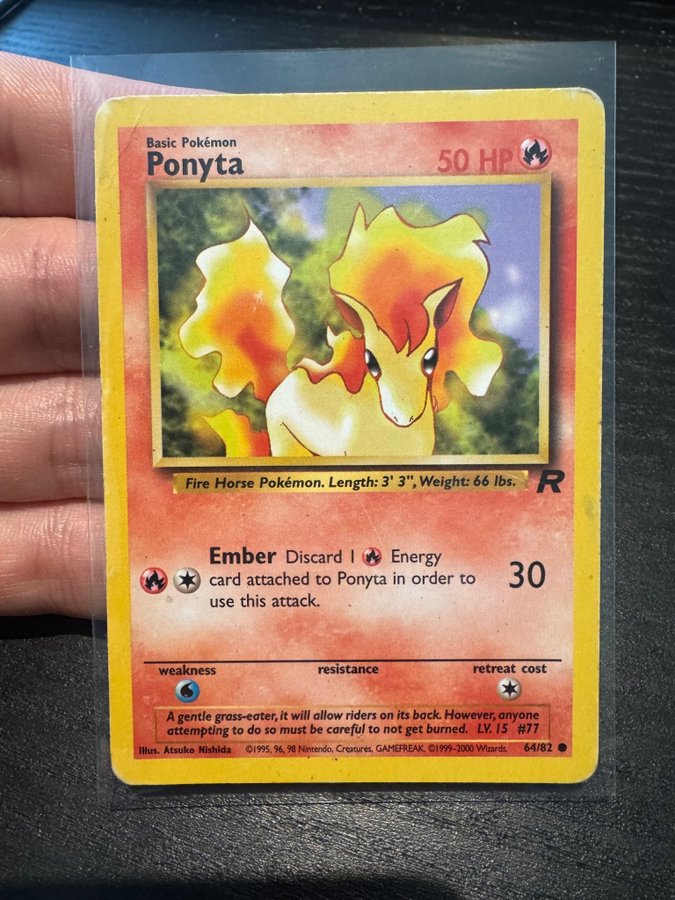 Basic Pokémon
Ponyta
50 HP
Fire Horse Pokémon. Length: 3' 3", Weight: 66 lbs.
R
Ember Discard 1 Energy
card attached to Ponyta in order to
use this attack.
30
weakness resistance retreat cost
A gentle grass-eater, it will allow riders on its back. However, anyone
attempting to do so must be careful to not get burned. LV. 15 #77
Illus. Atsuko Nishida ©1995, 96, 98 Nintendo, Creatures, GAMEFREAK. ©1999-2000 Wizards. 64/82